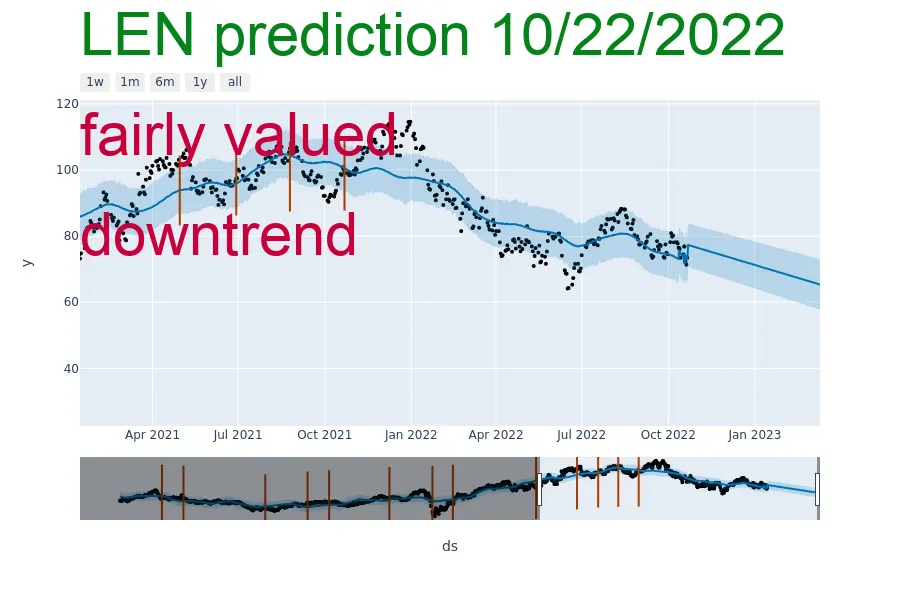 LEN prediction 10/22/2022
1w 1m 6m 1y all
120
fairly valued
100
downtrend
80
y
60
40
Apr 2021 Jul 2021 Oct 2021 Jan 2022 Apr 2022 Jul 2022 Oct 2022 Jan 2023
ds